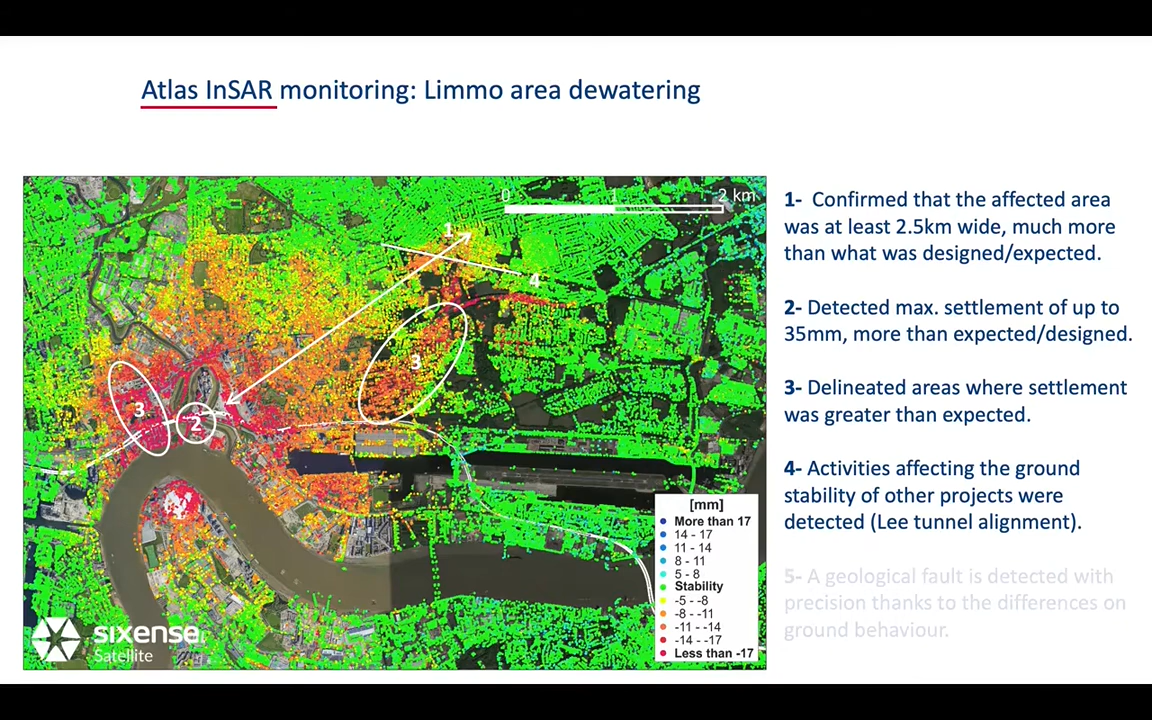 Atlas InSAR monitoring: Limmo area dewatering
0 1 2 km
1
4
3
3
2
1- Confirmed that the affected area
was at least 2.5km wide, much more
than what was designed/expected.
2- Detected max. settlement of up to
35mm, more than expected/designed.
3- Delineated areas where settlement
was greater than expected.
4- Activities affecting the ground
stability of other projects were
detected (Lee tunnel alignment).
5- A geological fault is detected with
precision thanks to the differences on
ground behaviour.
[mm]
More than 17
14 - 17
11 - 14
8 - 11
5 - 8
Stability
-5 - -8
-8 - -11
-11 - -14
-14 - -17
Less than -17
sixense
Satellite